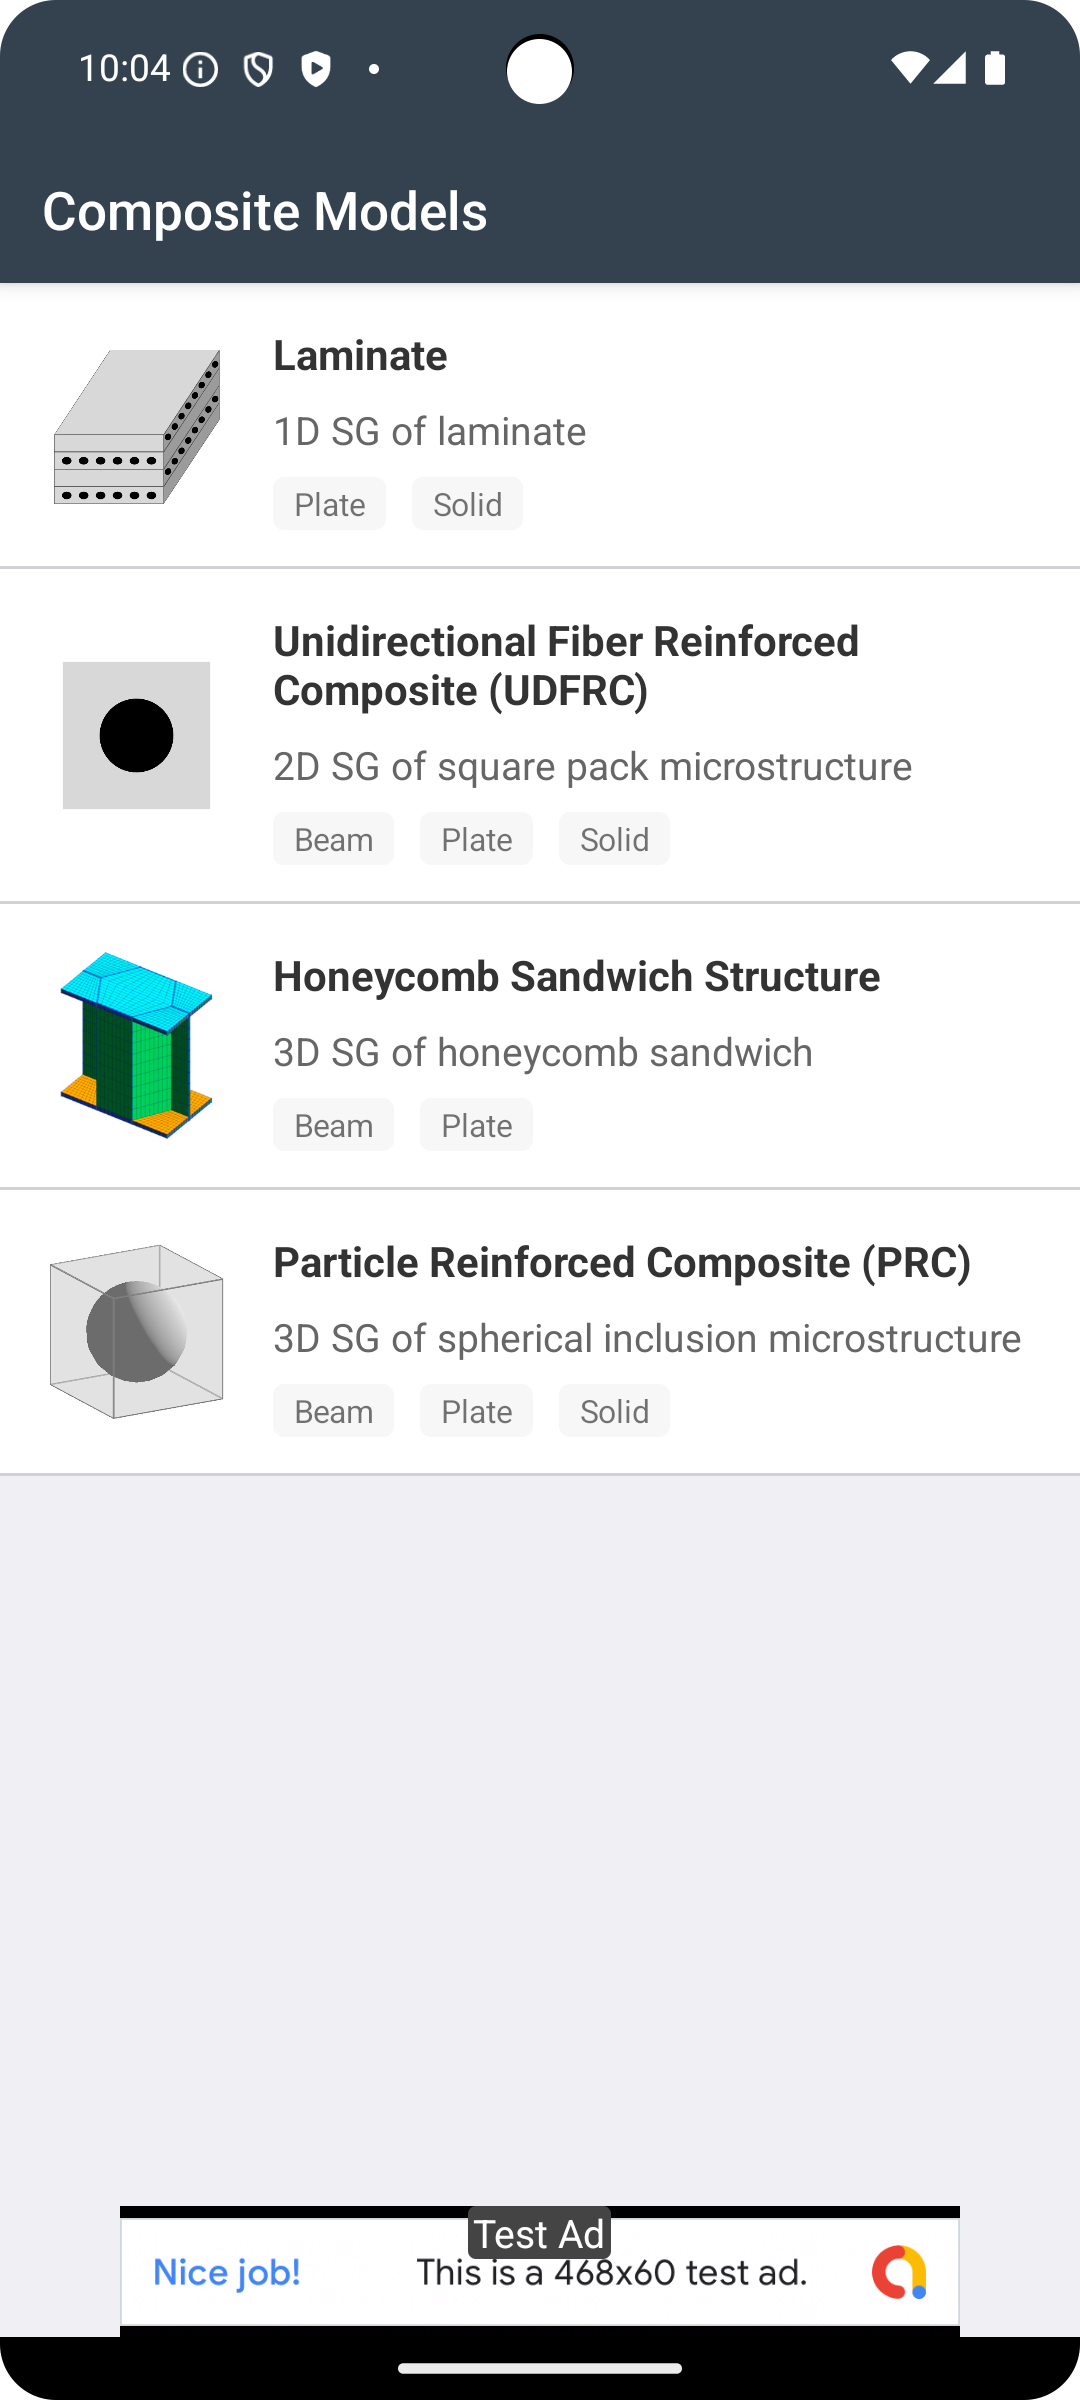 10:04
Composite Models
Laminate
1D SG of laminate
Plate Solid
Unidirectional Fiber Reinforced
Composite (UDFRC)
2D SG of square pack microstructure
Beam Plate Solid
Honeycomb Sandwich Structure
3D SG of honeycomb sandwich
Beam Plate
Particle Reinforced Composite (PRC)
3D SG of spherical inclusion microstructure
Beam Plate Solid
Test Ad
Nice job! This is a 468x60 test ad.